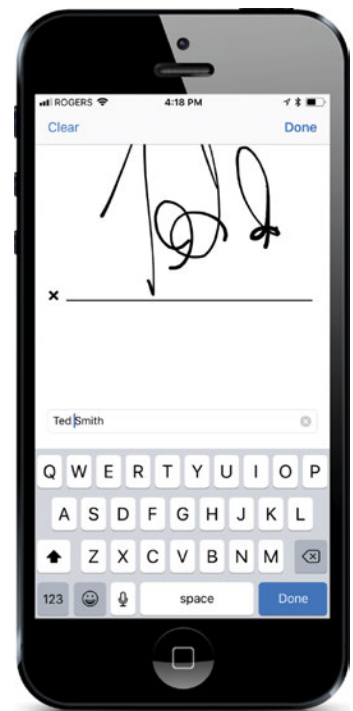 ROGERS 4:18 PM
Clear Done
×
Ted Smith
Q W E R T Y U I O P
A S D F G H J K L
Z X C V B N M
123 space Done